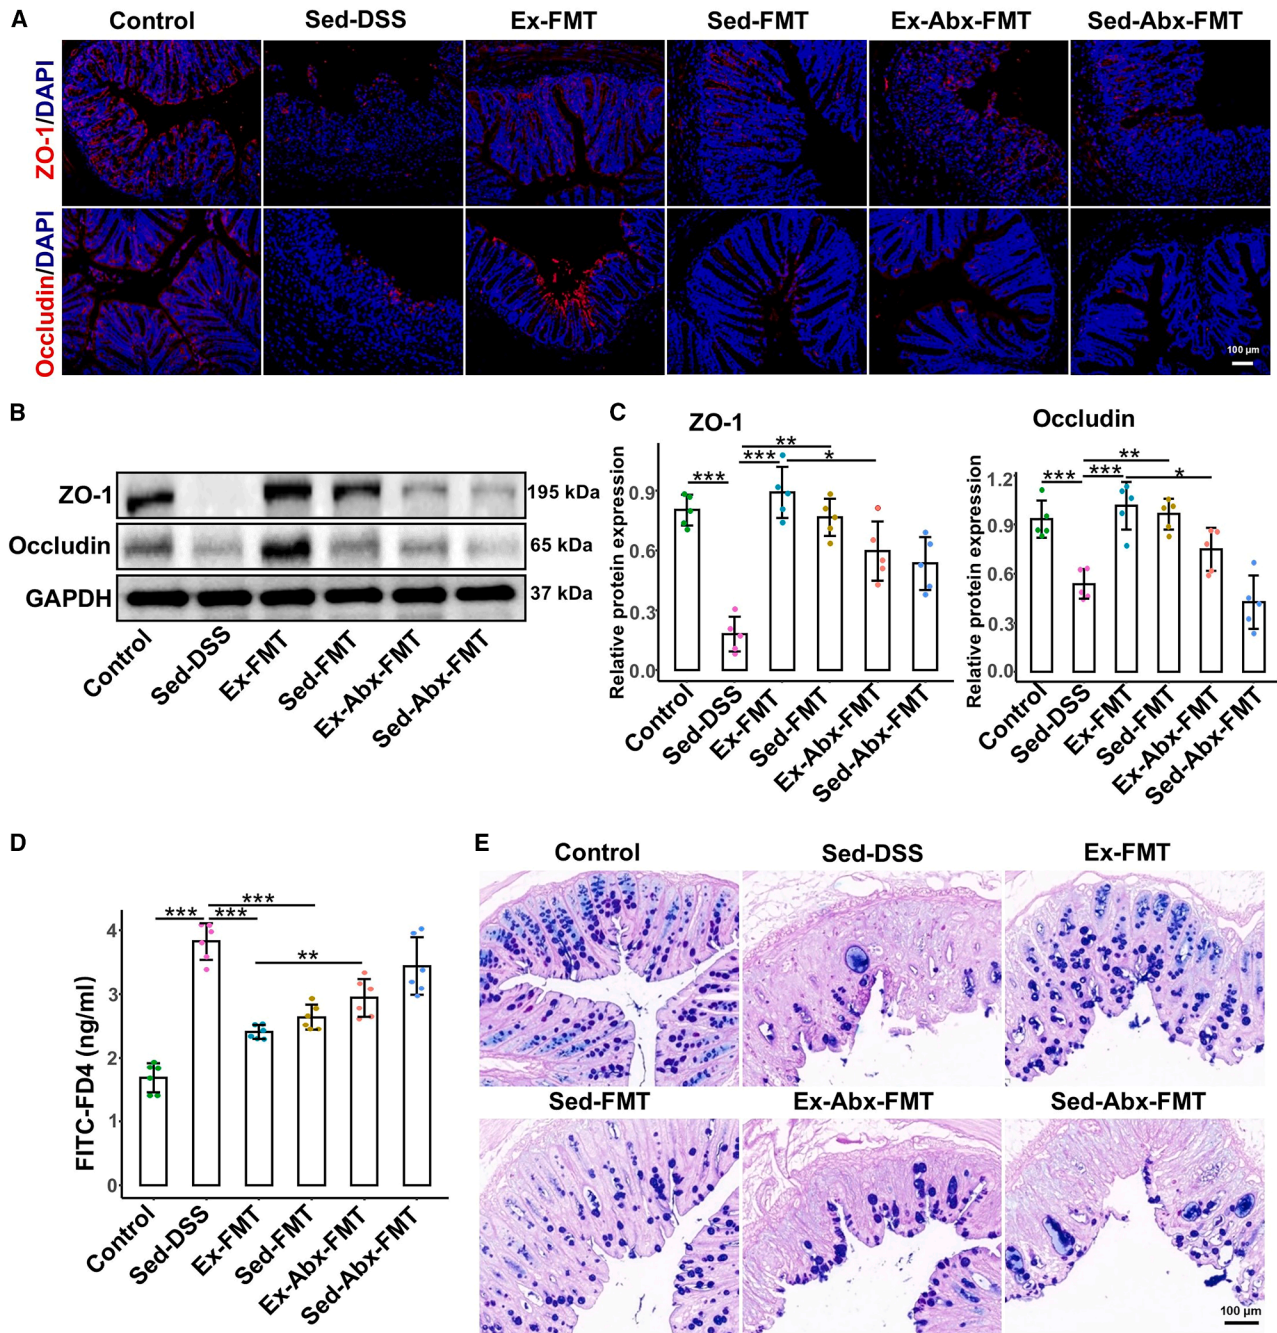 A
Control
Sed-DSS
Ex-FMT
Sed-FMT
Ex-Abx-FMT
Sed-Abx-FMT
ZO-1/DAPI
Occludin/DAPI
100 µm
B
ZO-1
195 kDa
Occludin
65 kDa
GAPDH
37 kDa
Control
Sed-DSS
Ex-FMT
Sed-FMT
Ex-Abx-FMT
Sed-Abx-FMT
C
ZO-1
Relative protein expression
0.9
0.6
0.3
0.0
***
***
**
*
Control
Sed-DSS
Ex-FMT
Sed-FMT
Ex-Abx-FMT
Sed-Abx-FMT
Occludin
Relative protein expression
1.2
0.9
0.6
0.3
0.0
***
***
**
*
Control
Sed-DSS
Ex-FMT
Sed-FMT
Ex-Abx-FMT
Sed-Abx-FMT
D
FITC-FD4 (ng/ml)
4
3
2
1
0
***
***
***
**
Control
Sed-DSS
Ex-FMT
Sed-FMT
Ex-Abx-FMT
Sed-Abx-FMT
E
Control
Sed-DSS
Ex-FMT
Sed-FMT
Ex-Abx-FMT
Sed-Abx-FMT
100 µm